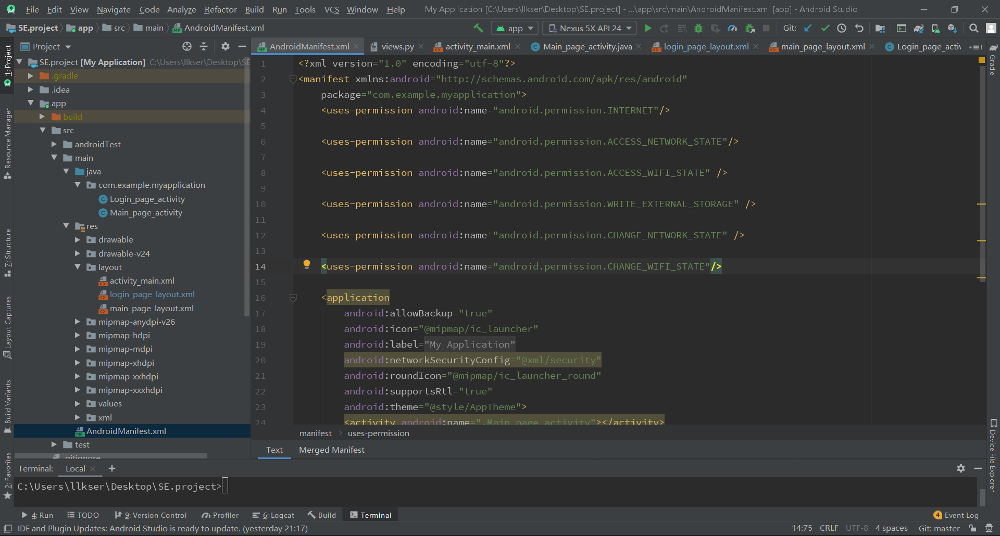 File Edit View Navigate Code Analyze Refactor Build Run Tools VCS Window Help My Application [C:\Users\llkser\Desktop\SE.project] - ...\app\src\main\AndroidManifest.xml [app] - Android Studio
SE.project app src main AndroidManifest.xml app Nexus 5X API 24 Git:
Project AndroidManifest.xml views.py activity_main.xml Main_page_activity.java login_page_layout.xml main_page_layout.xml Login_page_activ 1
1: Project
Resource Manager
7: Structure
Layout Captures
Build Variants
2: Favorites
SE.project [My Application] C:\Users\llkser\Desktop\SE
.gradle
.idea
app
build
src
androidTest
main
java
com.example.myapplication
Login_page_activity
Main_page_activity
res
drawable
drawable-v24
layout
activity_main.xml
login_page_layout.xml
main_page_layout.xml
mipmap-anydpi-v26
mipmap-hdpi
mipmap-mdpi
mipmap-xhdpi
mipmap-xxhdpi
mipmap-xxxhdpi
values
xml
AndroidManifest.xml
test
.gitignore
1 <?xml version="1.0" encoding="utf-8"?>
2 <manifest xmlns:android="http://schemas.android.com/apk/res/android"
3 package="com.example.myapplication">
4 <uses-permission android:name="android.permission.INTERNET"/>
5
6 <uses-permission android:name="android.permission.ACCESS_NETWORK_STATE"/>
7
8 <uses-permission android:name="android.permission.ACCESS_WIFI_STATE" />
9
10 <uses-permission android:name="android.permission.WRITE_EXTERNAL_STORAGE" />
11
12 <uses-permission android:name="android.permission.CHANGE_NETWORK_STATE" />
13
14 <uses-permission android:name="android.permission.CHANGE_WIFI_STATE"/>
15
16 <application
17 android:allowBackup="true"
18 android:icon="@mipmap/ic_launcher"
19 android:label="My Application"
20 android:networkSecurityConfig="@xml/security"
21 android:roundIcon="@mipmap/ic_launcher_round"
22 android:supportsRtl="true"
23 android:theme="@style/AppTheme">
24 <activity android:name=".Main_page_activity"></activity>
manifest uses-permission
Text Merged Manifest
Gradle
Device File Explorer
Terminal: Local
C:\Users\llkser\Desktop\SE.project>
4: Run TODO 9: Version Control Profiler 6: Logcat Build Terminal 4 Event Log
IDE and Plugin Updates: Android Studio is ready to update. (yesterday 21:17) 14:75 CRLF UTF-8 4 spaces Git: master